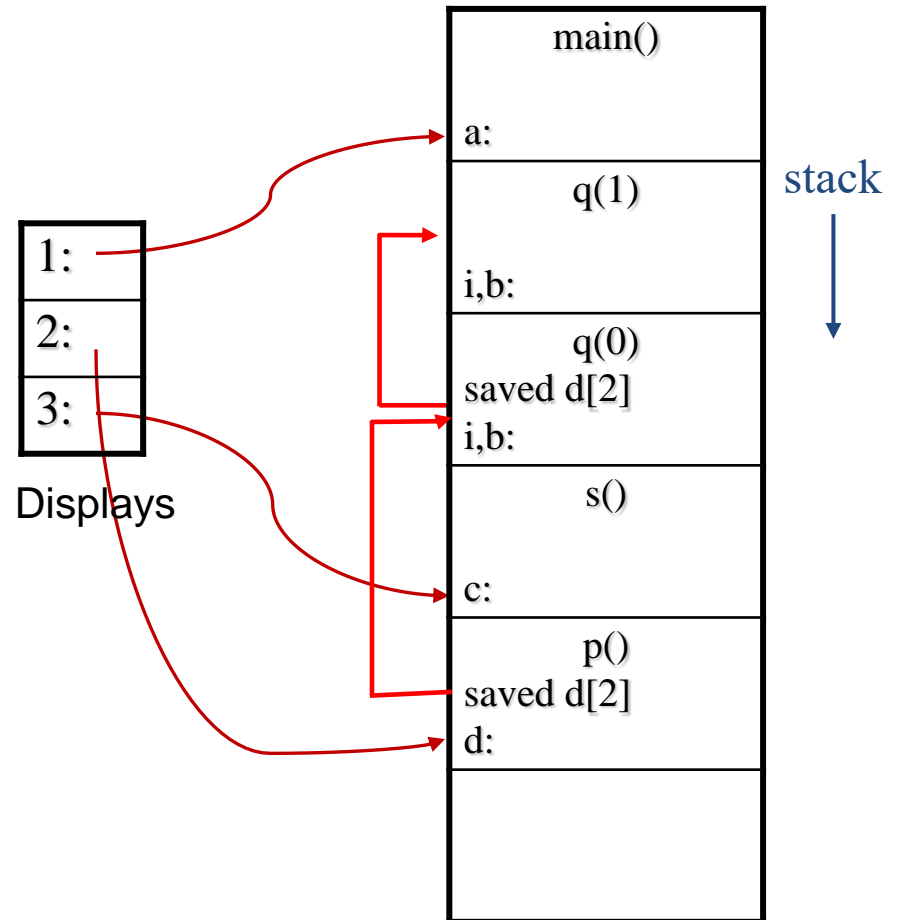 1:
2:
3:
Displays
main()
a:
q(1)
i,b:
q(0)
saved d[2]
i,b:
s()
c:
p()
saved d[2]
d:
stack